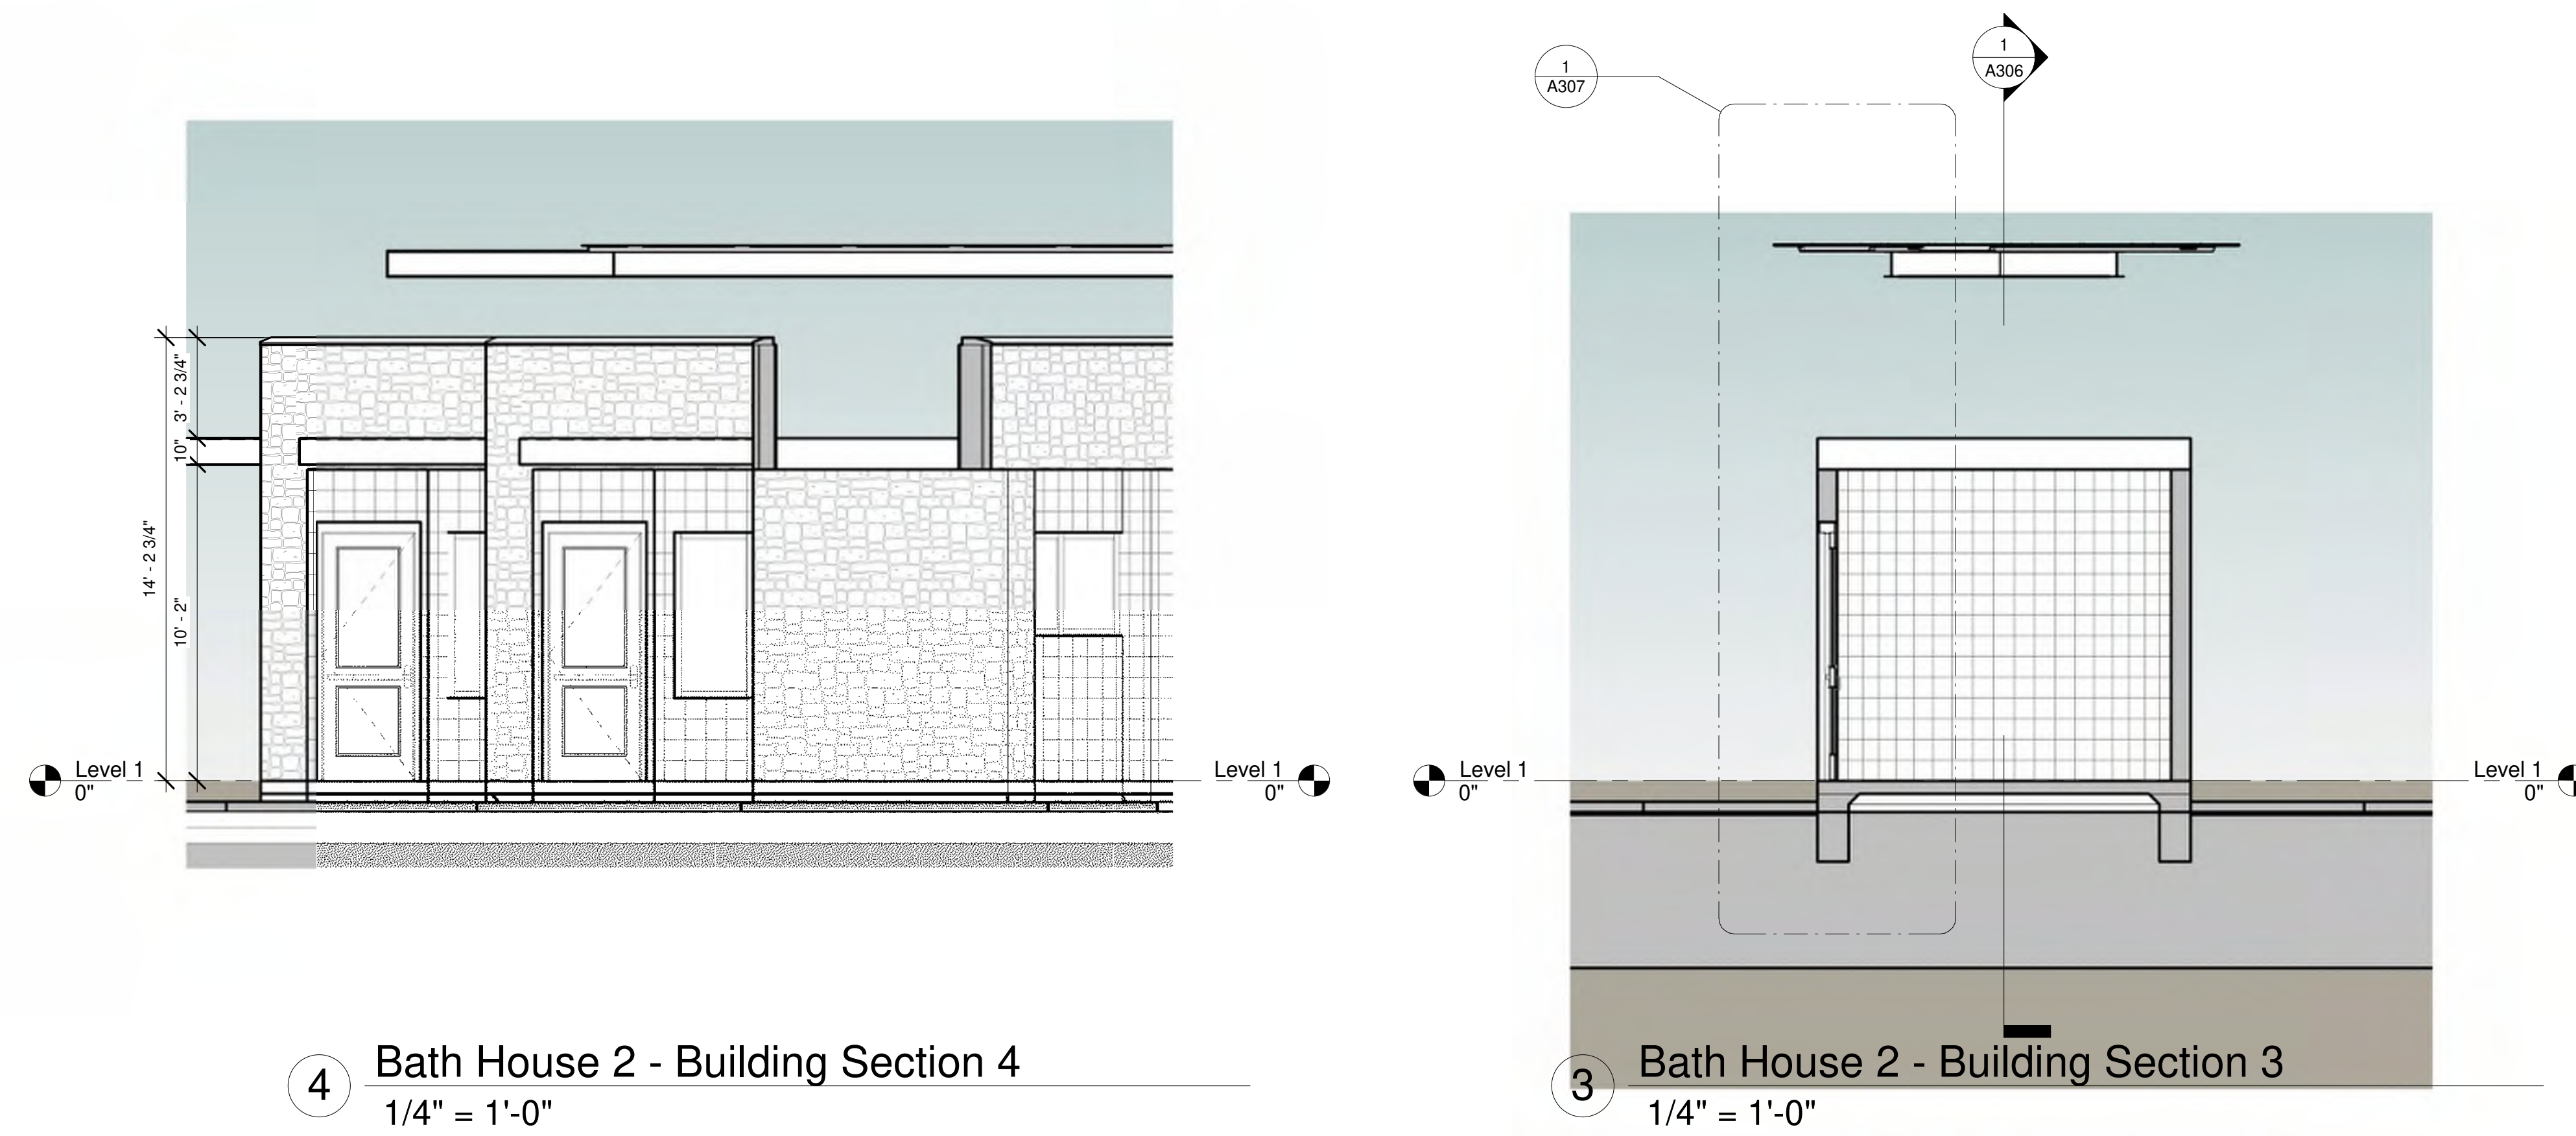 1
A307
1
A306
3' - 2 3/4"
10"
14' - 2 3/4"
10' - 2"
Level 1
0"
Level 1
0"
Level 1
0"
Level 1
0"
4
Bath House 2 - Building Section 4
1/4" = 1'-0"
3
Bath House 2 - Building Section 3
1/4" = 1'-0"